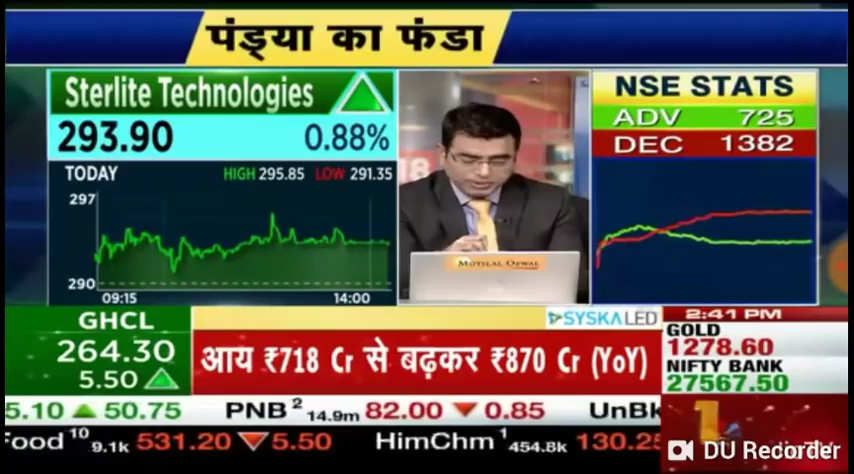 पंड्या का फंडा
Sterlite Technologies
293.90 0.88%
TODAY HIGH 295.85 LOW 291.35
297
290
09:15 14:00
MOTILAL OSWAL
NSE STATS
ADV 725
DEC 1382
GHCL
264.30
5.50
SYSKA LED
आय ₹718 Cr से बढ़कर ₹870 Cr (YoY)
2:41 PM
GOLD
1278.60
NIFTY BANK
27567.50
5.10 50.75 PNB 2 14.9m 82.00 0.85 UnBk
Food 10 9.1k 531.20 5.50 HimChm 1 454.8k 130.25
DU Recorder